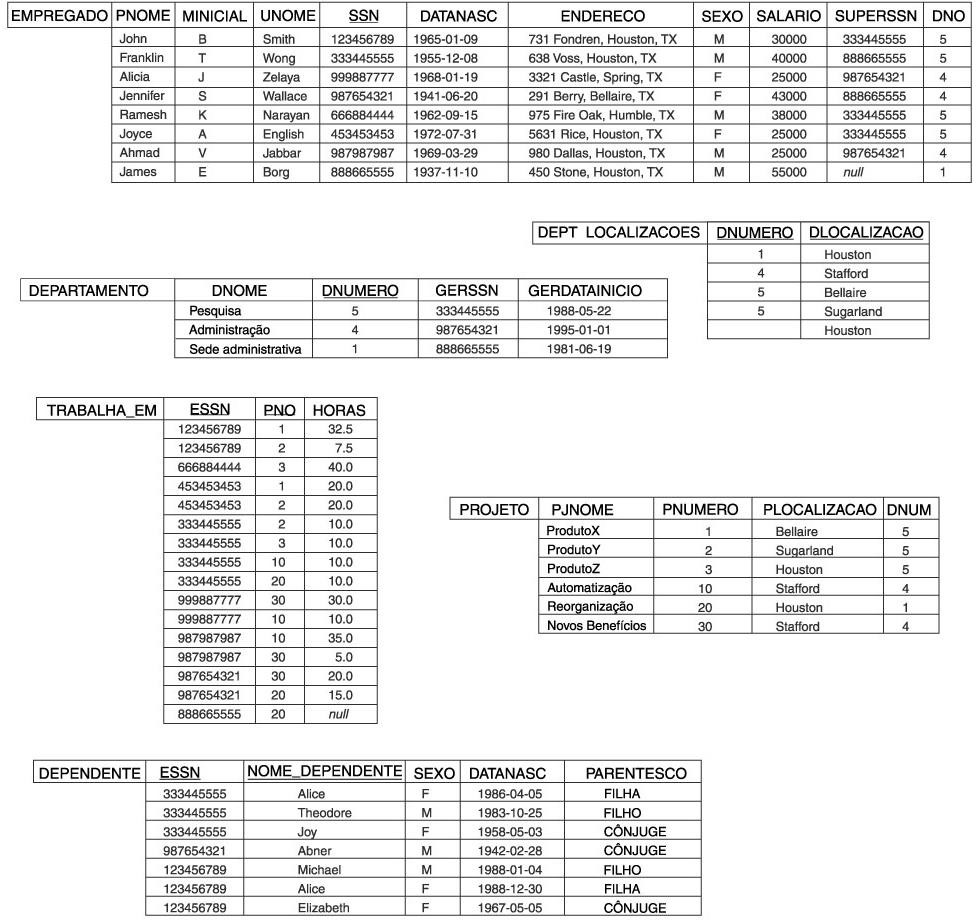 EMPREGADO PNOME MINICIAL UNOME SSN DATANASC ENDERECO SEXO SALARIO SUPERSSN DNO
John B Smith 123456789 1965-01-09 731 Fondren, Houston, TX M 30000 333445555 5
Franklin T Wong 333445555 1955-12-08 638 Voss, Houston, TX M 40000 888665555 5
Alicia J Zelaya 999887777 1968-01-19 3321 Castle, Spring, TX F 25000 987654321 4
Jennifer S Wallace 987654321 1941-06-20 291 Berry, Bellaire, TX F 43000 888665555 4
Ramesh K Narayan 666884444 1962-09-15 975 Fire Oak, Humble, TX M 38000 333445555 5
Joyce A English 453453453 1972-07-31 5631 Rice, Houston, TX F 25000 333445555 5
Ahmad V Jabbar 987987987 1969-03-29 980 Dallas, Houston, TX M 25000 987654321 4
James E Borg 888665555 1937-11-10 450 Stone, Houston, TX M 55000 null 1
DEPT LOCALIZACOES DNUMERO DLOCALIZACAO
1 Houston
4 Stafford
5 Bellaire
5 Sugarland
Houston
DEPARTAMENTO DNOME DNUMERO GERSSN GERDATAINICIO
Pesquisa 5 333445555 1988-05-22
Administração 4 987654321 1995-01-01
Sede administrativa 1 888665555 1981-06-19
TRABALHA_EM ESSN PNO HORAS
123456789 1 32.5
123456789 2 7.5
666884444 3 40.0
453453453 1 20.0
453453453 2 20.0
333445555 2 10.0
333445555 3 10.0
333445555 10 10.0
333445555 20 10.0
999887777 30 30.0
999887777 10 10.0
987987987 10 35.0
987987987 30 5.0
987654321 30 20.0
987654321 20 15.0
888665555 20 null
PROJETO PJNOME PNUMERO PLOCALIZACAO DNUM
ProdutoX 1 Bellaire 5
ProdutoY 2 Sugarland 5
ProdutoZ 3 Houston 5
Automatização 10 Stafford 4
Reorganização 20 Houston 1
Novos Benefícios 30 Stafford 4
DEPENDENTE ESSN NOME_DEPENDENTE SEXO DATANASC PARENTESCO
333445555 Alice F 1986-04-05 FILHA
333445555 Theodore M 1983-10-25 FILHO
333445555 Joy F 1958-05-03 CÔNJUGE
987654321 Abner M 1942-02-28 CÔNJUGE
123456789 Michael M 1988-01-04 FILHO
123456789 Alice F 1988-12-30 FILHA
123456789 Elizabeth F 1967-05-05 CÔNJUGE